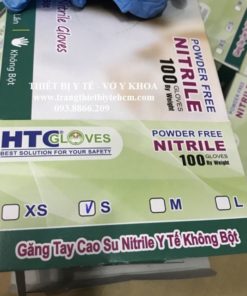 Nitrile Gloves
Lần
Không Bột
POWDER FREE
NITRILE
100 GLOVES
By Weight
THIẾT BỊ Y TẾ - VÕ Y KHOA
www.trangthietbiytehcm.com
093.8866.209
HTC GLOVES
BEST SOLUTION FOR YOUR SAFETY
POWDER FREE
NITRILE
100 GLOVES
By Weight
XS
S
M
L
Găng Tay Cao Su Nitrile Y Tế Không Bột